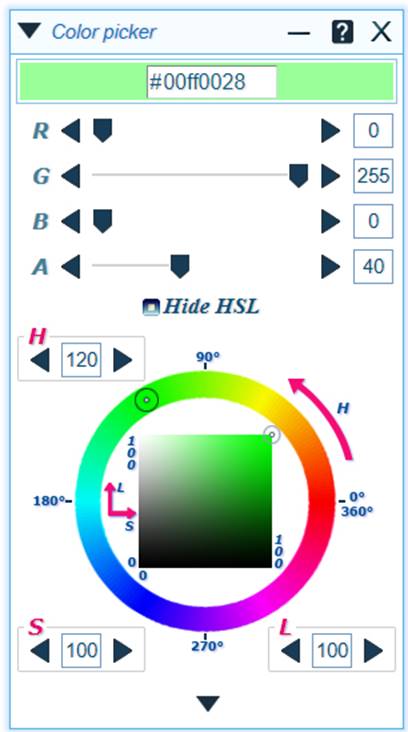 Color picker
?
#00ff0028
R 0
G 255
B 0
A 40
Hide HSL
H
120
90°
H
100
L
180°
0°
360°
S
100
0
0
S
L
100
100
270°